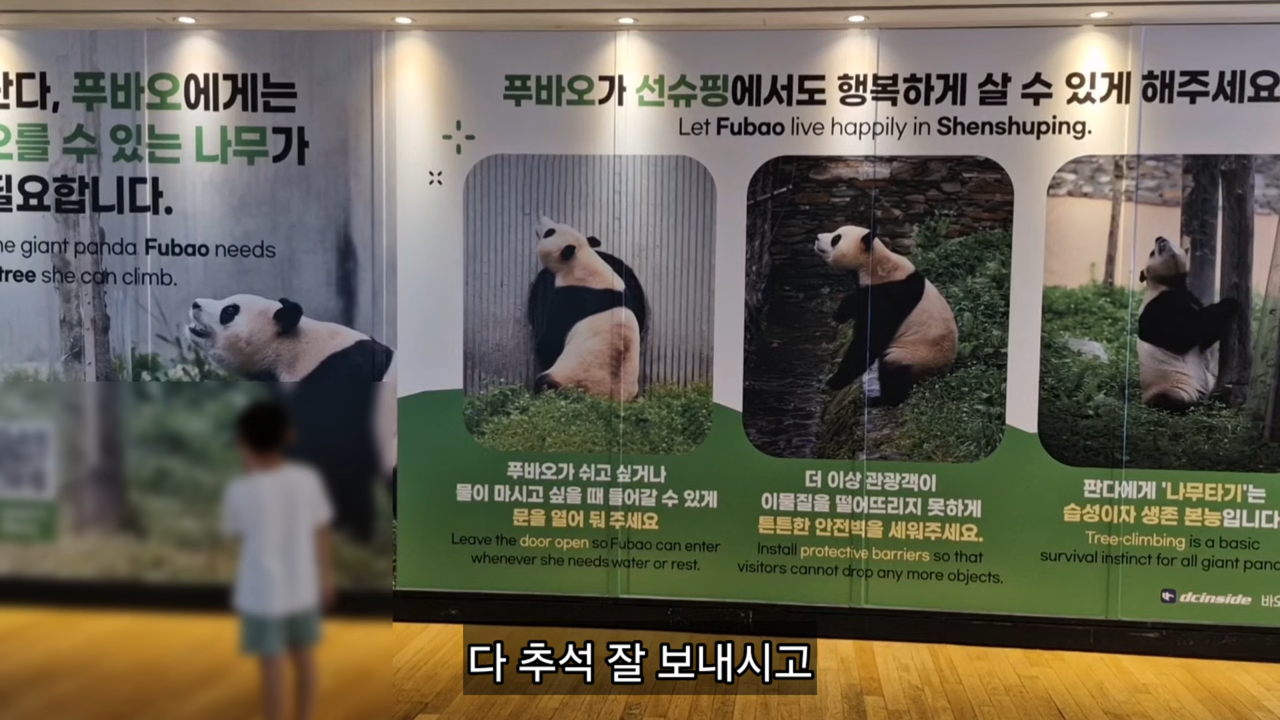 판다, 푸바오에게는
오를 수 있는 나무가
필요합니다.
giant panda Fubao needs
tree she can climb.
푸바오가 선슈핑에서도 행복하게 살 수 있게 해주세요
Let Fubao live happily in Shenshuping.
푸바오가 쉬고 싶거나
물이 마시고 싶을 때 들어갈 수 있게
문을 열어 둬 주세요
Leave the door open so Fubao can enter
whenever she needs water or rest.
더 이상 관광객이
이물질을 떨어뜨리지 못하게
튼튼한 안전벽을 세워주세요.
Install protective barriers so that
visitors cannot drop any more objects.
판다에게 '나무타기'는
습성이자 생존 본능입니다
Tree-climbing is a basic
survival instinct for all giant
dcinside
다 추석 잘 보내시고